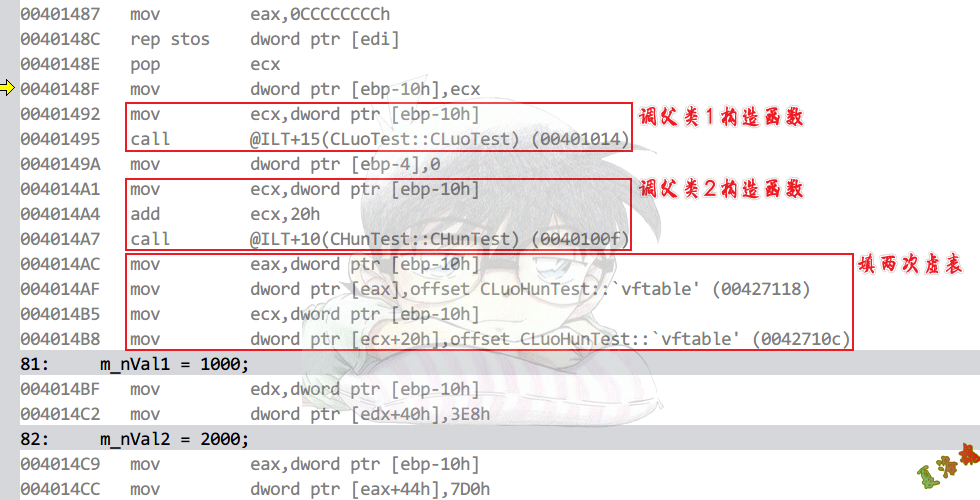 00401487 mov eax,0CCCCCCCCh
0040148C rep stos dword ptr [edi]
0040148E pop ecx
0040148F mov dword ptr [ebp-10h],ecx
00401492 mov ecx,dword ptr [ebp-10h]
调父类1构造函数
00401495 call @ILT+15(CLuoTest::CLuoTest) (00401014)
0040149A mov dword ptr [ebp-4],0
004014A1 mov ecx,dword ptr [ebp-10h]
调父类2构造函数
004014A4 add ecx,20h
004014A7 call @ILT+10(CHunTest::CHunTest) (0040100f)
004014AC mov eax,dword ptr [ebp-10h]
填两次虚表
004014AF mov dword ptr [eax],offset CLuoHunTest::`vftable' (00427118)
004014B5 mov ecx,dword ptr [ebp-10h]
004014B8 mov dword ptr [ecx+20h],offset CLuoHunTest::`vftable' (0042710c)
81: m_nVal1 = 1000;
004014BF mov edx,dword ptr [ebp-10h]
004014C2 mov dword ptr [edx+40h],3E8h
82: m_nVal2 = 2000;
004014C9 mov eax,dword ptr [ebp-10h]
004014CC mov dword ptr [eax+44h],7D0h